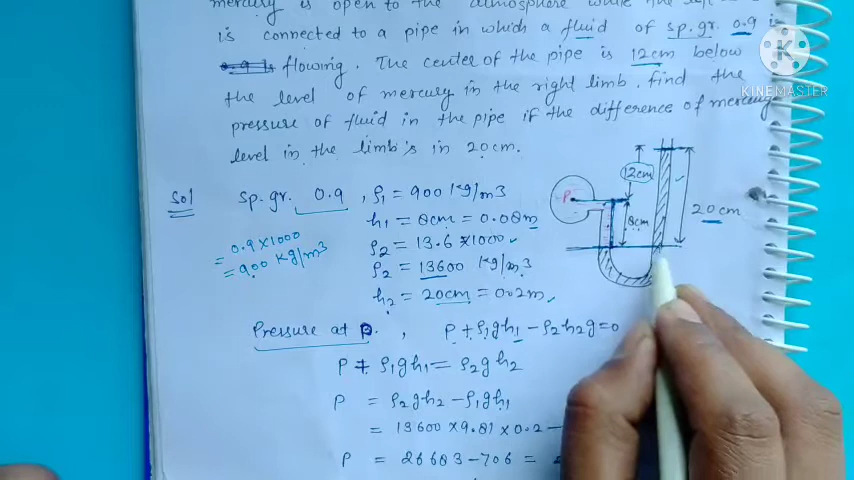 mercury is open to the atmosphere while the left
is connected to a pipe in which a fluid of sp.gr. 0.9 is
flowing. The center of the pipe is 12cm below
the level of mercury in the right limb. find the
pressure of fluid in the pipe if the difference of mercury
level in the limb's in 20cm.
Sol
sp.gr. 0.9, ρ1 = 900 kg/m3
= 0.9×1000
= 900 kg/m3
h1 = 8cm = 0.08m
ρ2 = 13.6 × 1000
ρ2 = 13600 kg/m3
h2 = 20cm = 0.2m
P
12cm
8cm
20cm
Pressure at P, P + ρ1gh1 - ρ2h2g = 0
P + ρ1gh1 = ρ2gh2
P = ρ2gh2 - ρ1gh1
= 13600 × 9.81 × 0.2 -
P = 26683 - 706 =
K
KINEMASTER